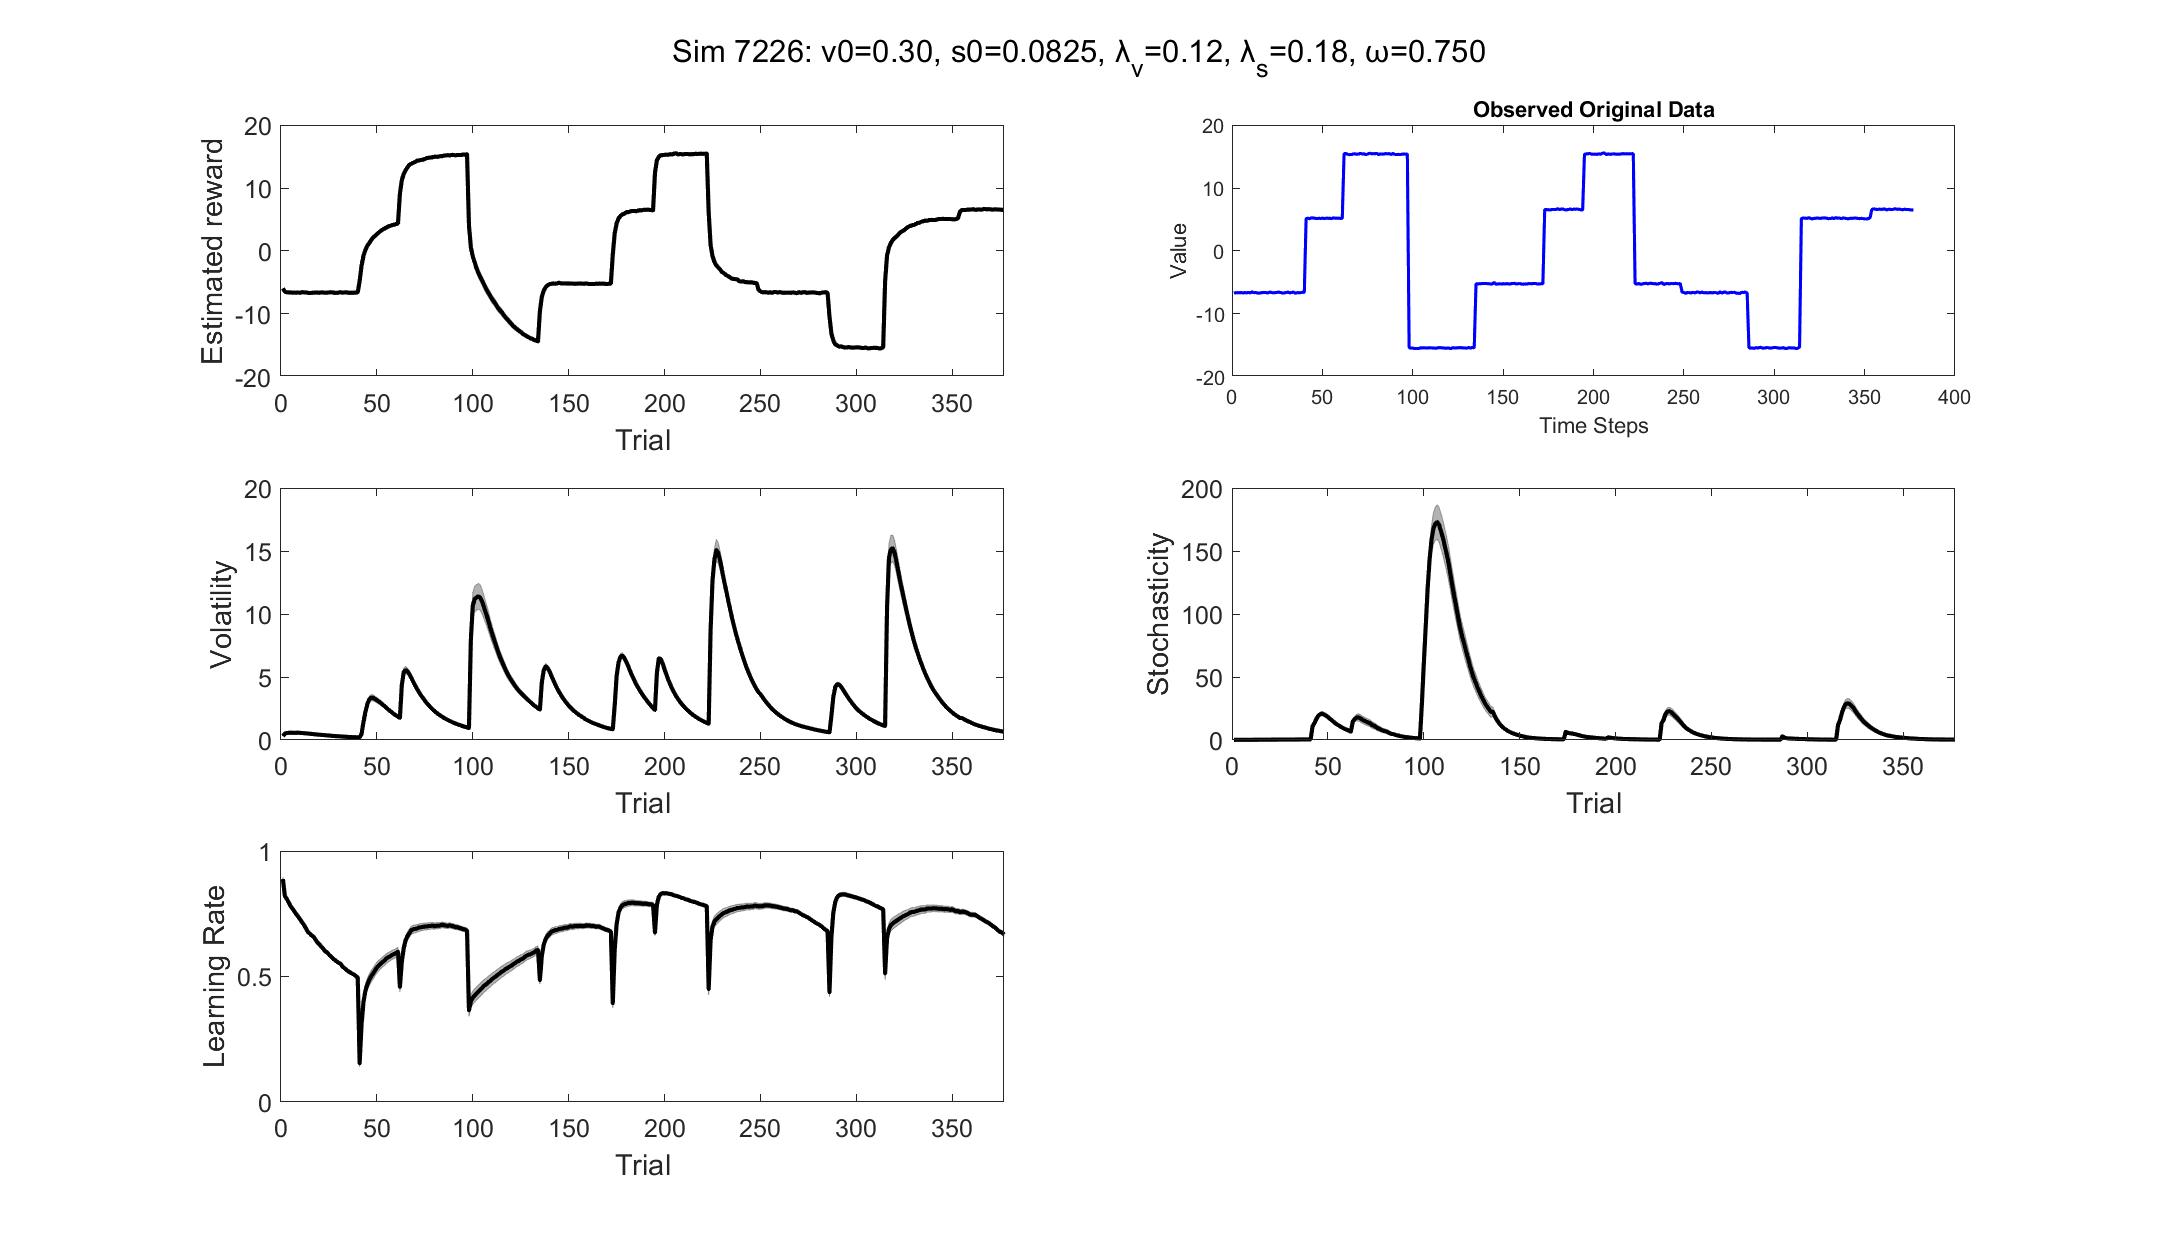 Sim 7226: v0=0.30, s0=0.0825, λv=0.12, λs=0.18, ω=0.750
20
10
0
-10
-20
Estimated reward
0 50 100 150 200 250 300 350
Trial
Observed Original Data
20
10
0
-10
-20
Value
0 50 100 150 200 250 300 350 400
Time Steps
20
15
10
5
0
Volatility
0 50 100 150 200 250 300 350
Trial
200
150
100
50
0
Stochasticity
0 50 100 150 200 250 300 350
Trial
1
0.5
0
Learning Rate
0 50 100 150 200 250 300 350
Trial